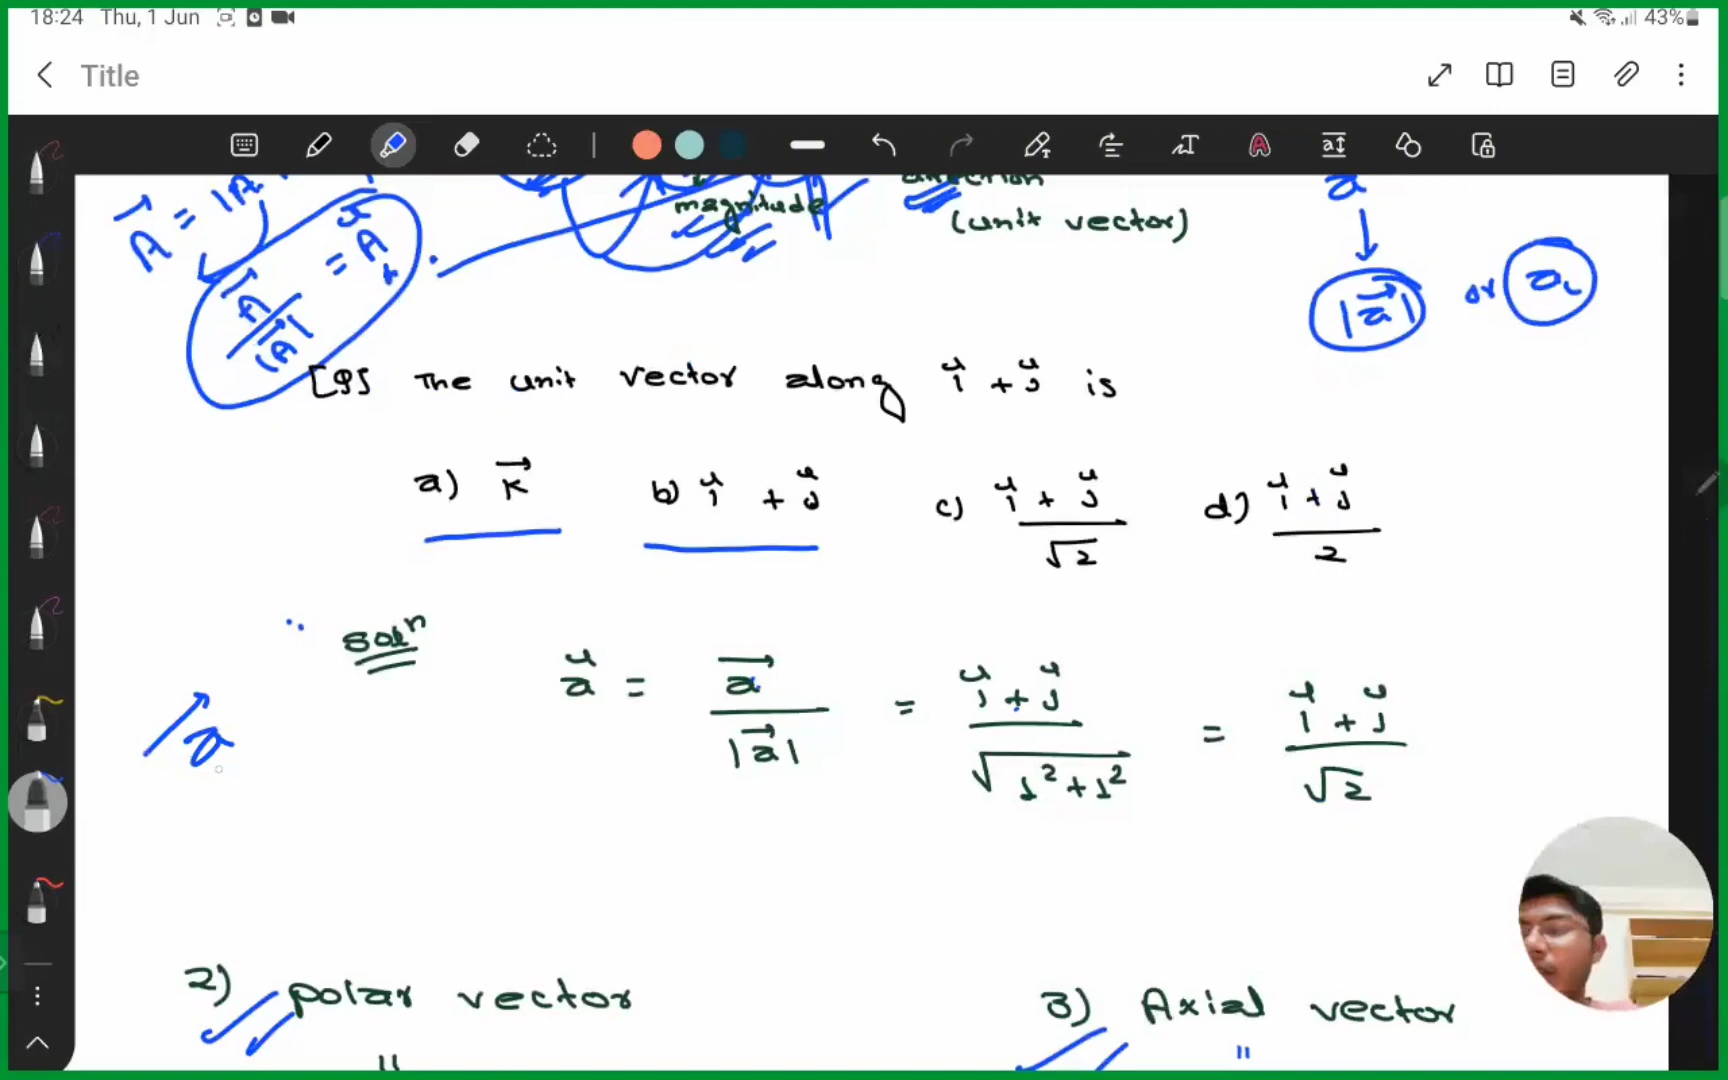 18:24 Thu, 1 Jun 43%
Title
magnitude
(unit vector)
a
|a⃗| or
A⃗ =
A⃗ / |A⃗| = Â
[Q] The unit vector along î + ĵ is
a) K⃗ b) î + ĵ c) î + ĵ / √2 d) î + ĵ / 2
solⁿ
â = a⃗ / |a⃗| = î + ĵ / √1² + 1² = î + ĵ / √2
a
2) polar vector 3) Axial vector